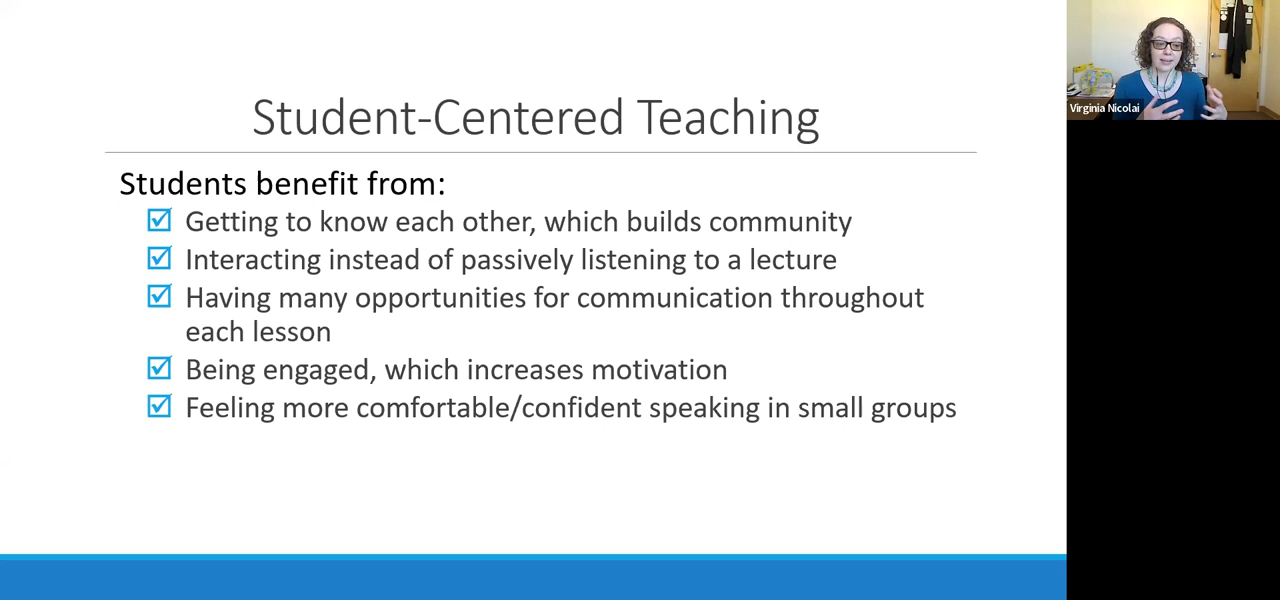 Student-Centered Teaching
Students benefit from:
Getting to know each other, which builds community
Interacting instead of passively listening to a lecture
Having many opportunities for communication throughout
each lesson
Being engaged, which increases motivation
Feeling more comfortable/confident speaking in small groups
Virginia Nicolai